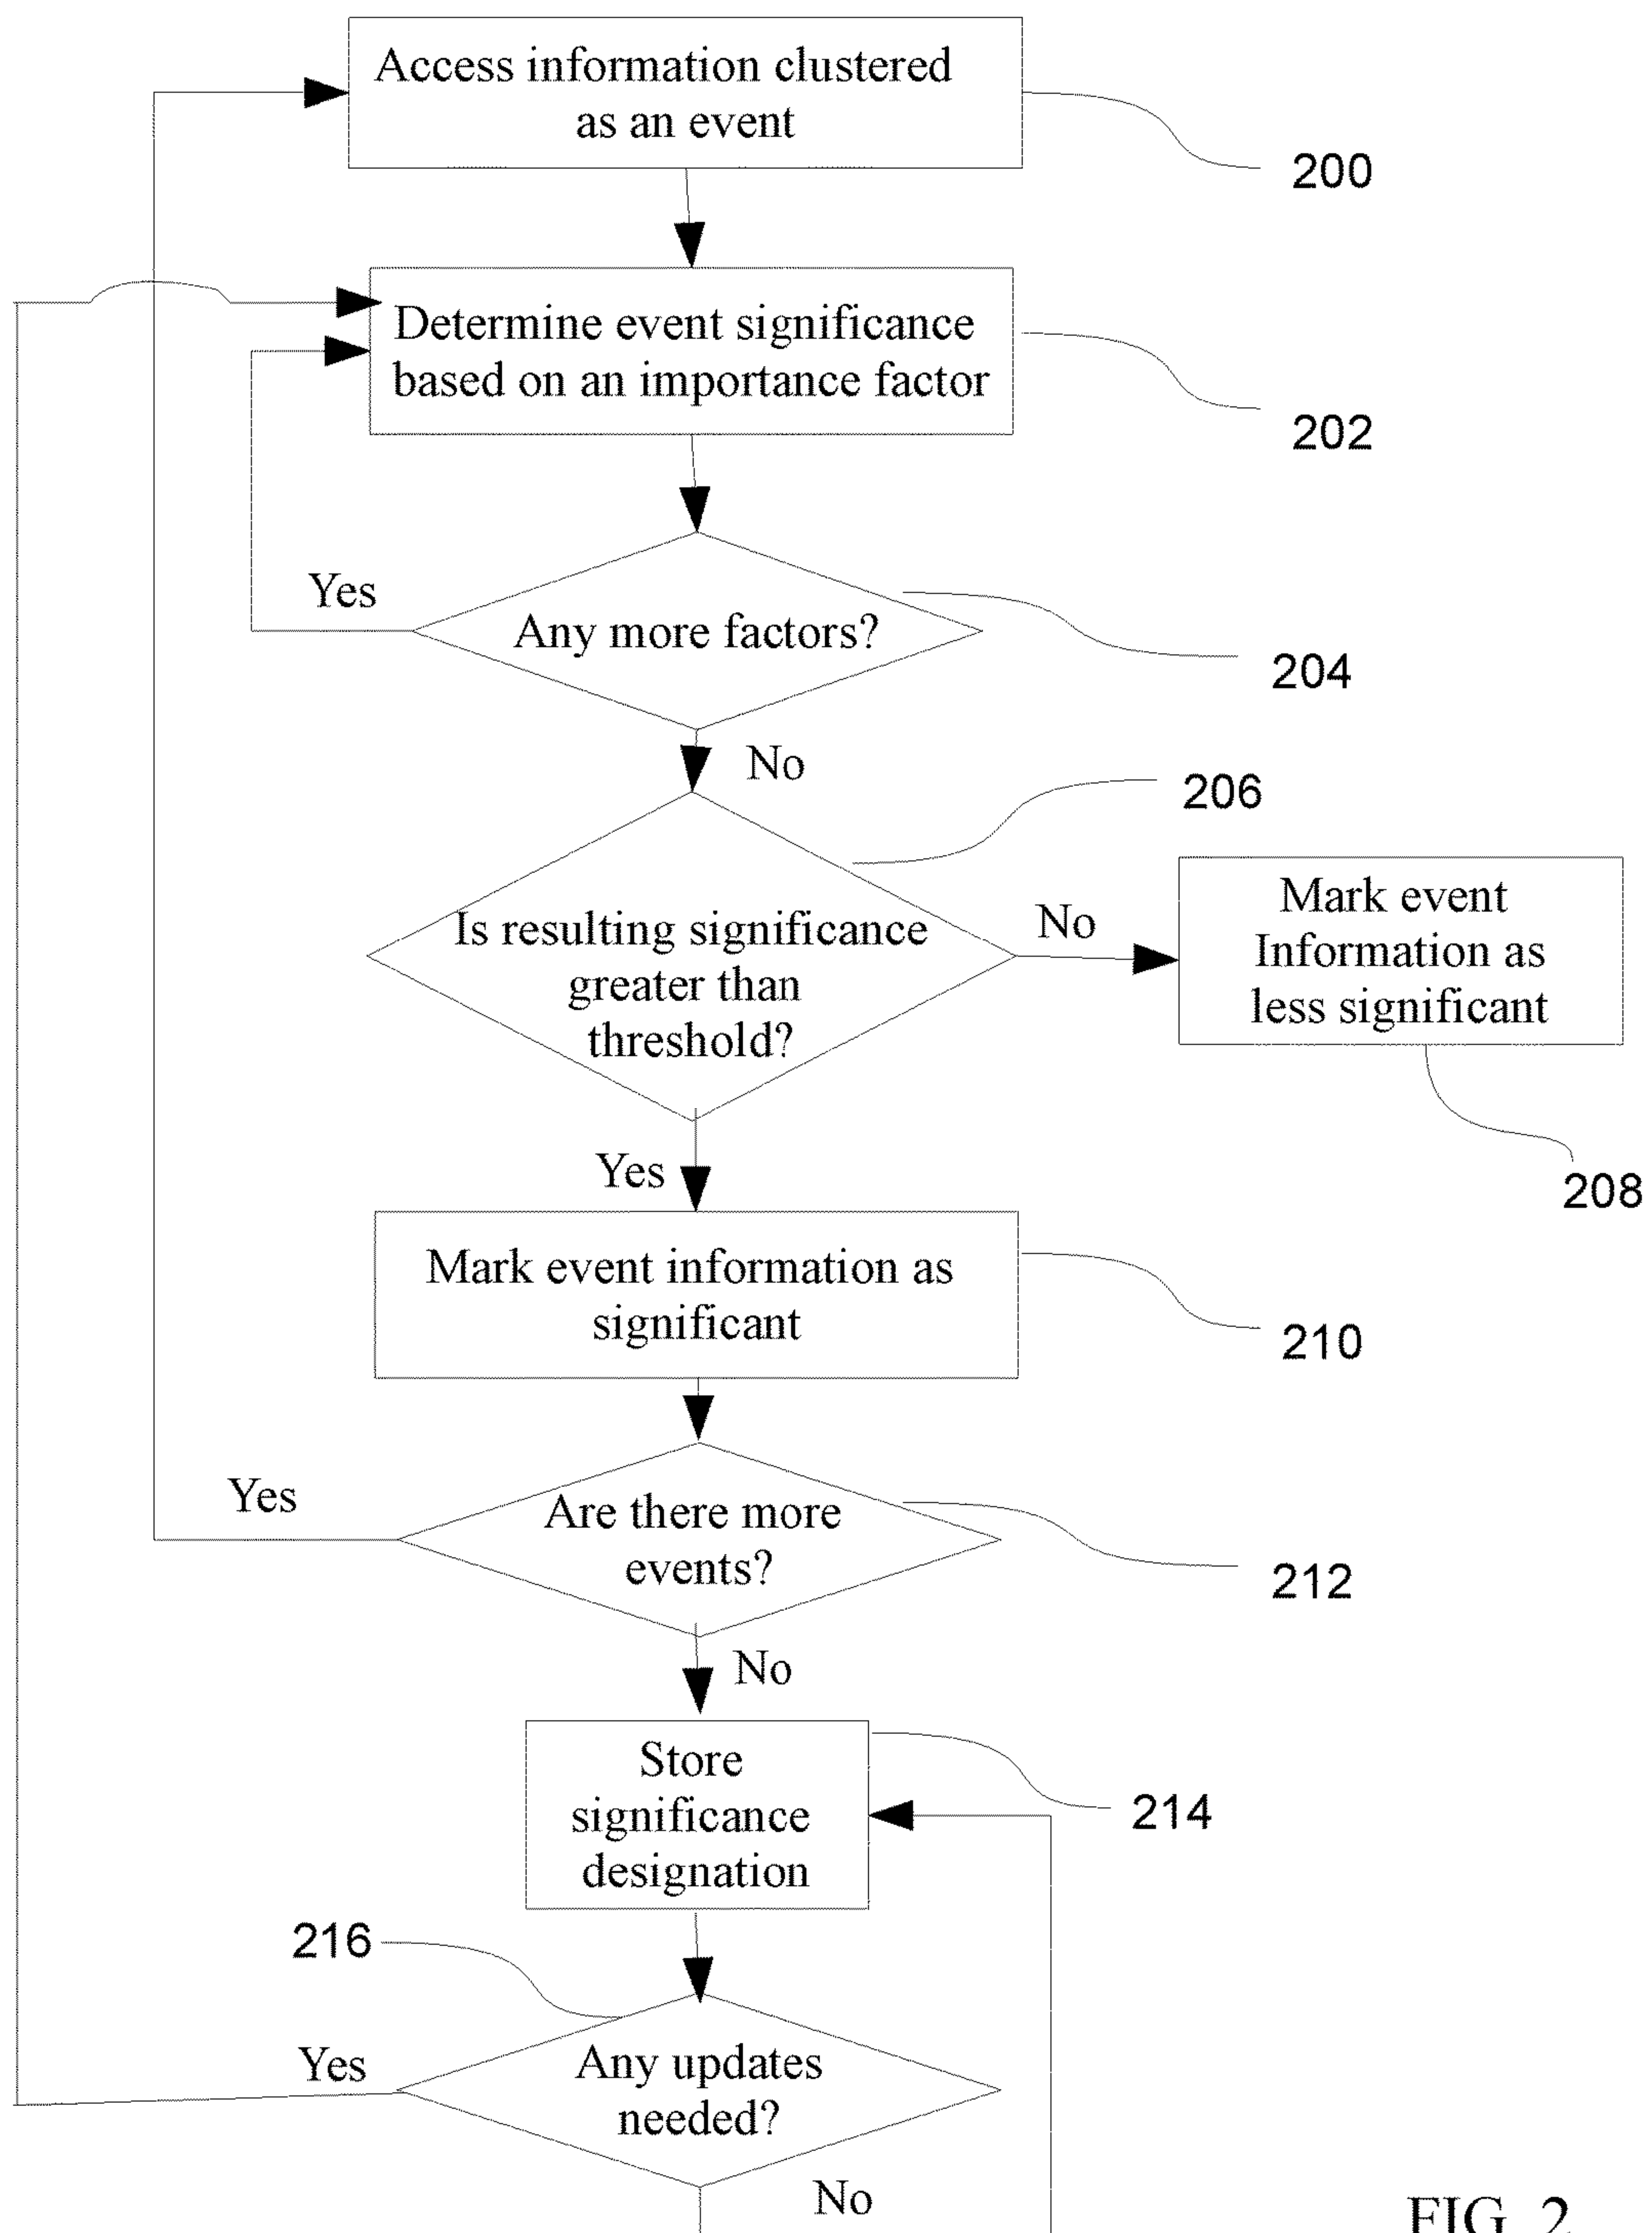 Access information clustered
as an event
200
Determine event significance
based on an importance factor
202
Yes
Any more factors?
204
No
206
Is resulting significance
greater than
threshold?
No
Mark event
Information as
less significant
208
Yes
Mark event information as
significant
210
Yes
Are there more
events?
212
No
Store
significance
designation
214
216
Yes
Any updates
needed?
No
FIG. 2